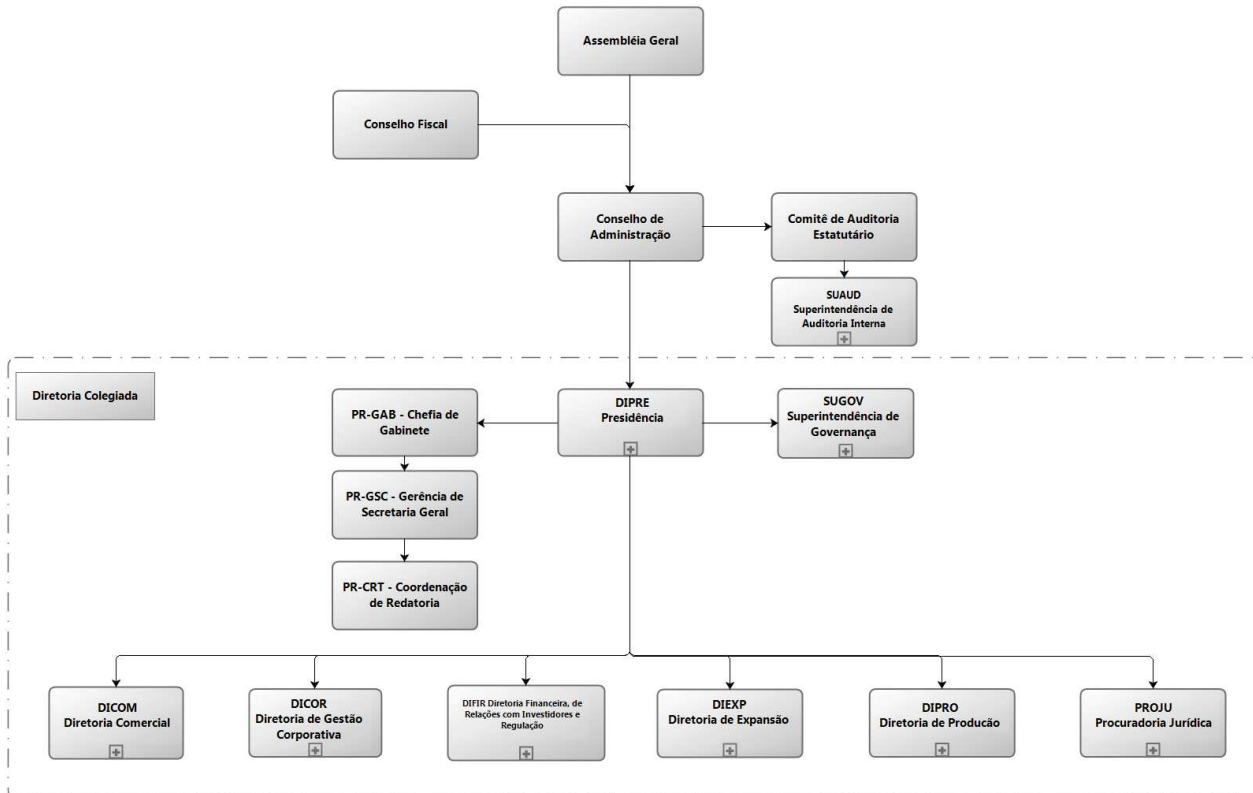 Assembléia Geral
Conselho Fiscal
Conselho de
Administração
Comitê de Auditoria
Estatutário
SUAUD
Superintendência de
Auditoria Interna
Diretoria Colegiada
PR-GAB - Chefia de
Gabinete
DIPRE
Presidência
SUGOV
Superintendência de
Governança
PR-GSC - Gerência de
Secretaria Geral
PR-CRT - Coordenação
de Redatoria
DICOM
Diretoria Comercial
DICOR
Diretoria de Gestão
Corporativa
DIFIR Diretoria Financeira, de
Relações com Investidores e
Regulação
DIEXP
Diretoria de Expansão
DIPRO
Diretoria de Producão
PROJU
Procuradoria Jurídica